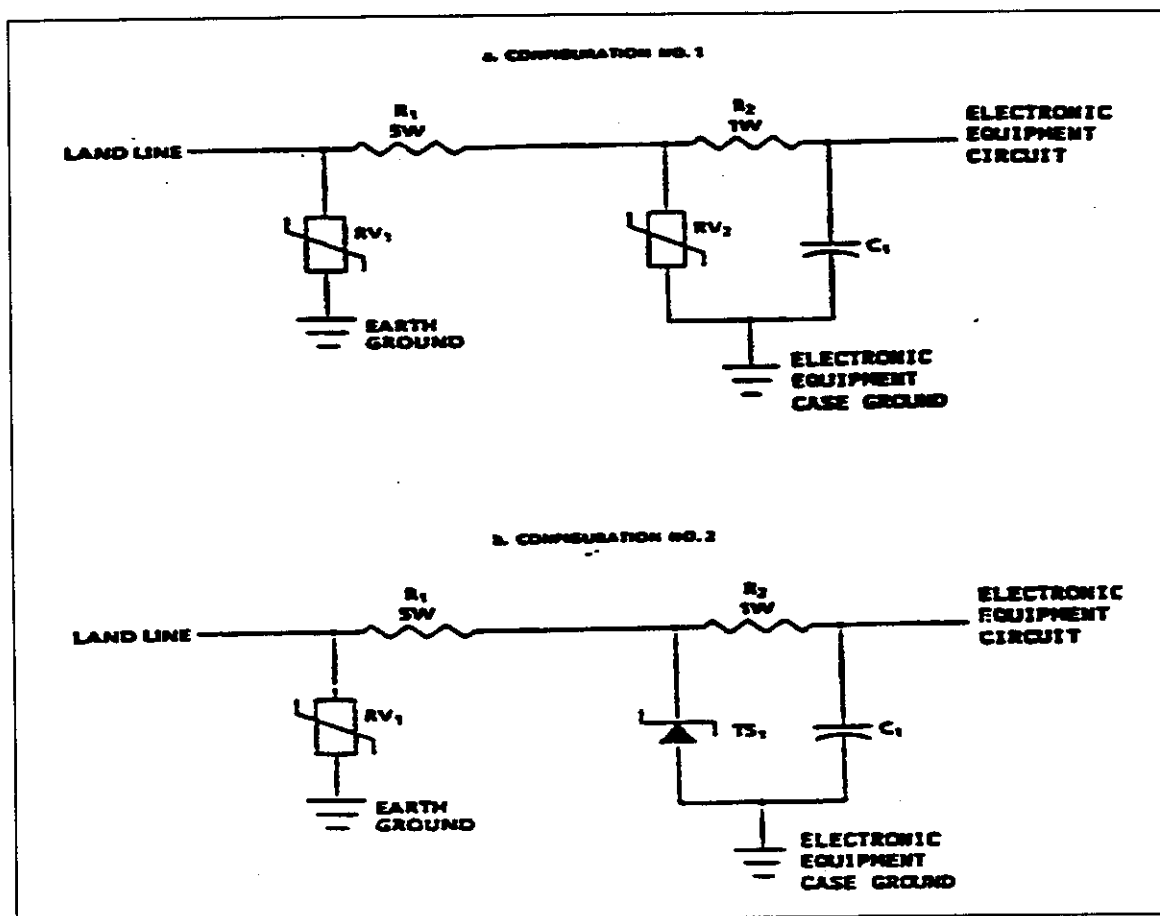 a. CONFIGURATION NO. 1
R₁
5W
R₂
1W
ELECTRONIC
EQUIPMENT
CIRCUIT
LAND LINE
RV₁
RV₂
C₁
EARTH
GROUND
ELECTRONIC
EQUIPMENT
CASE GROUND
b. CONFIGURATION NO. 2
R₁
5W
R₂
1W
ELECTRONIC
EQUIPMENT
CIRCUIT
LAND LINE
RV₁
TS₁
C₁
EARTH
GROUND
ELECTRONIC
EQUIPMENT
CASE GROUND